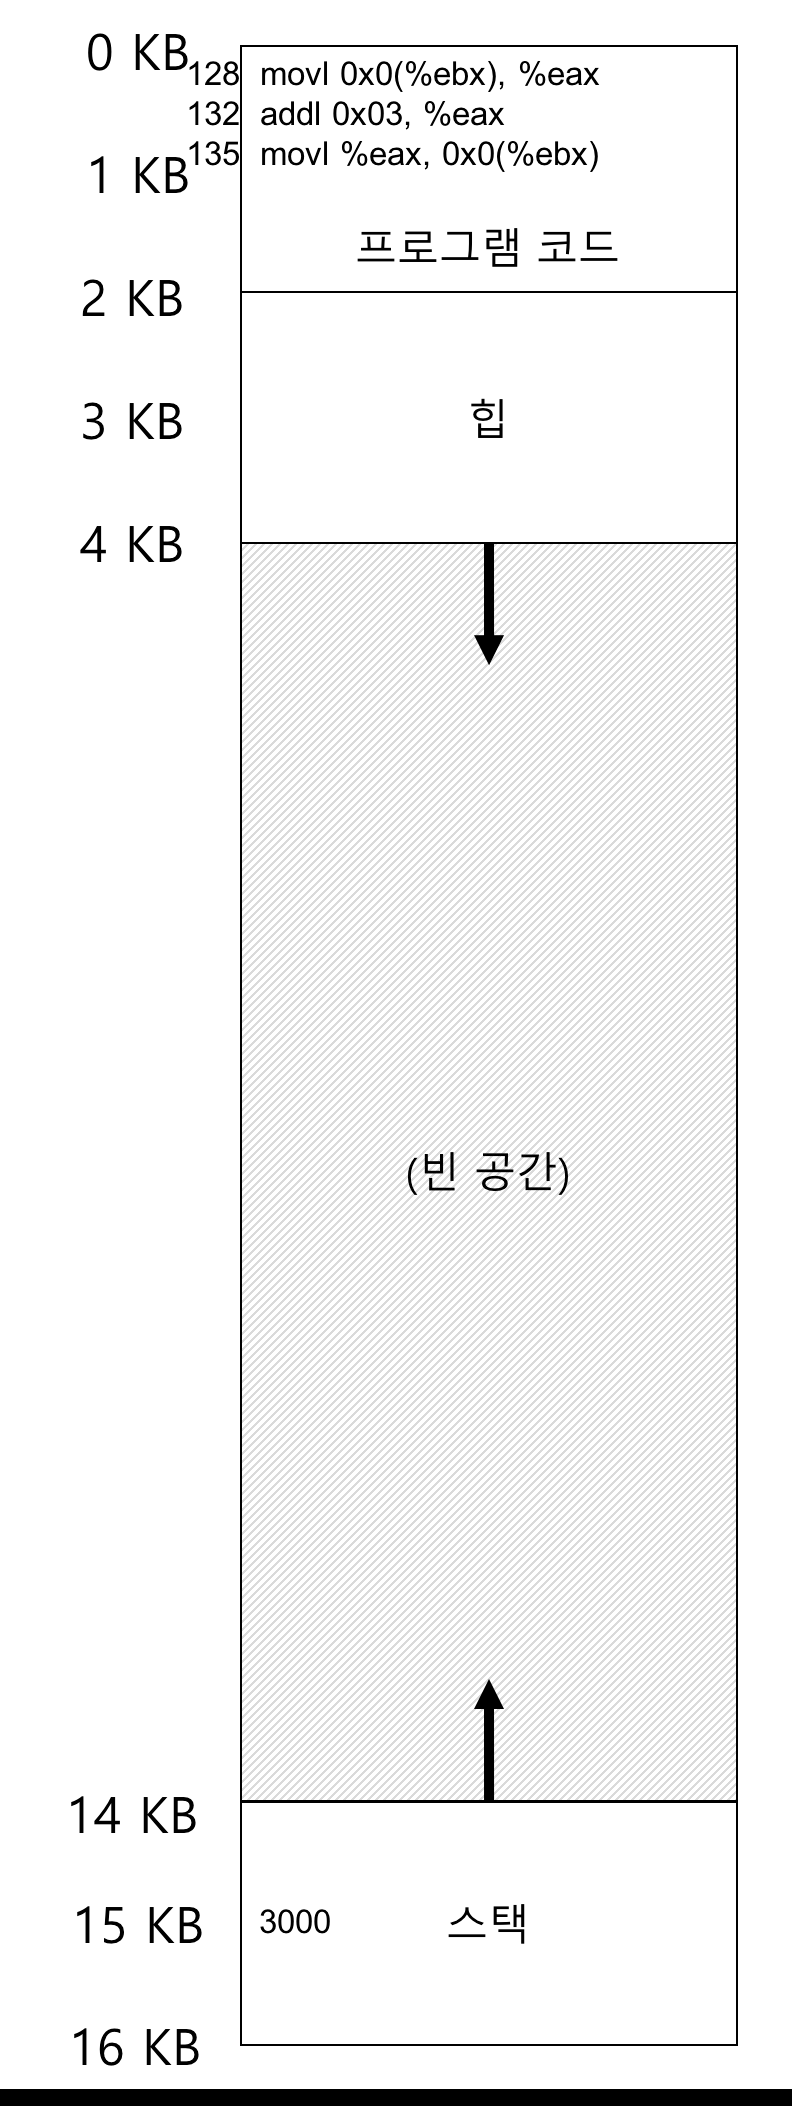 0 KB
128 movl 0x0(%ebx), %eax
132 addl 0x03, %eax
135 movl %eax, 0x0(%ebx)
1 KB
프로그램 코드
2 KB
3 KB 힙
4 KB
(빈 공간)
14 KB
15 KB 3000 스택
16 KB